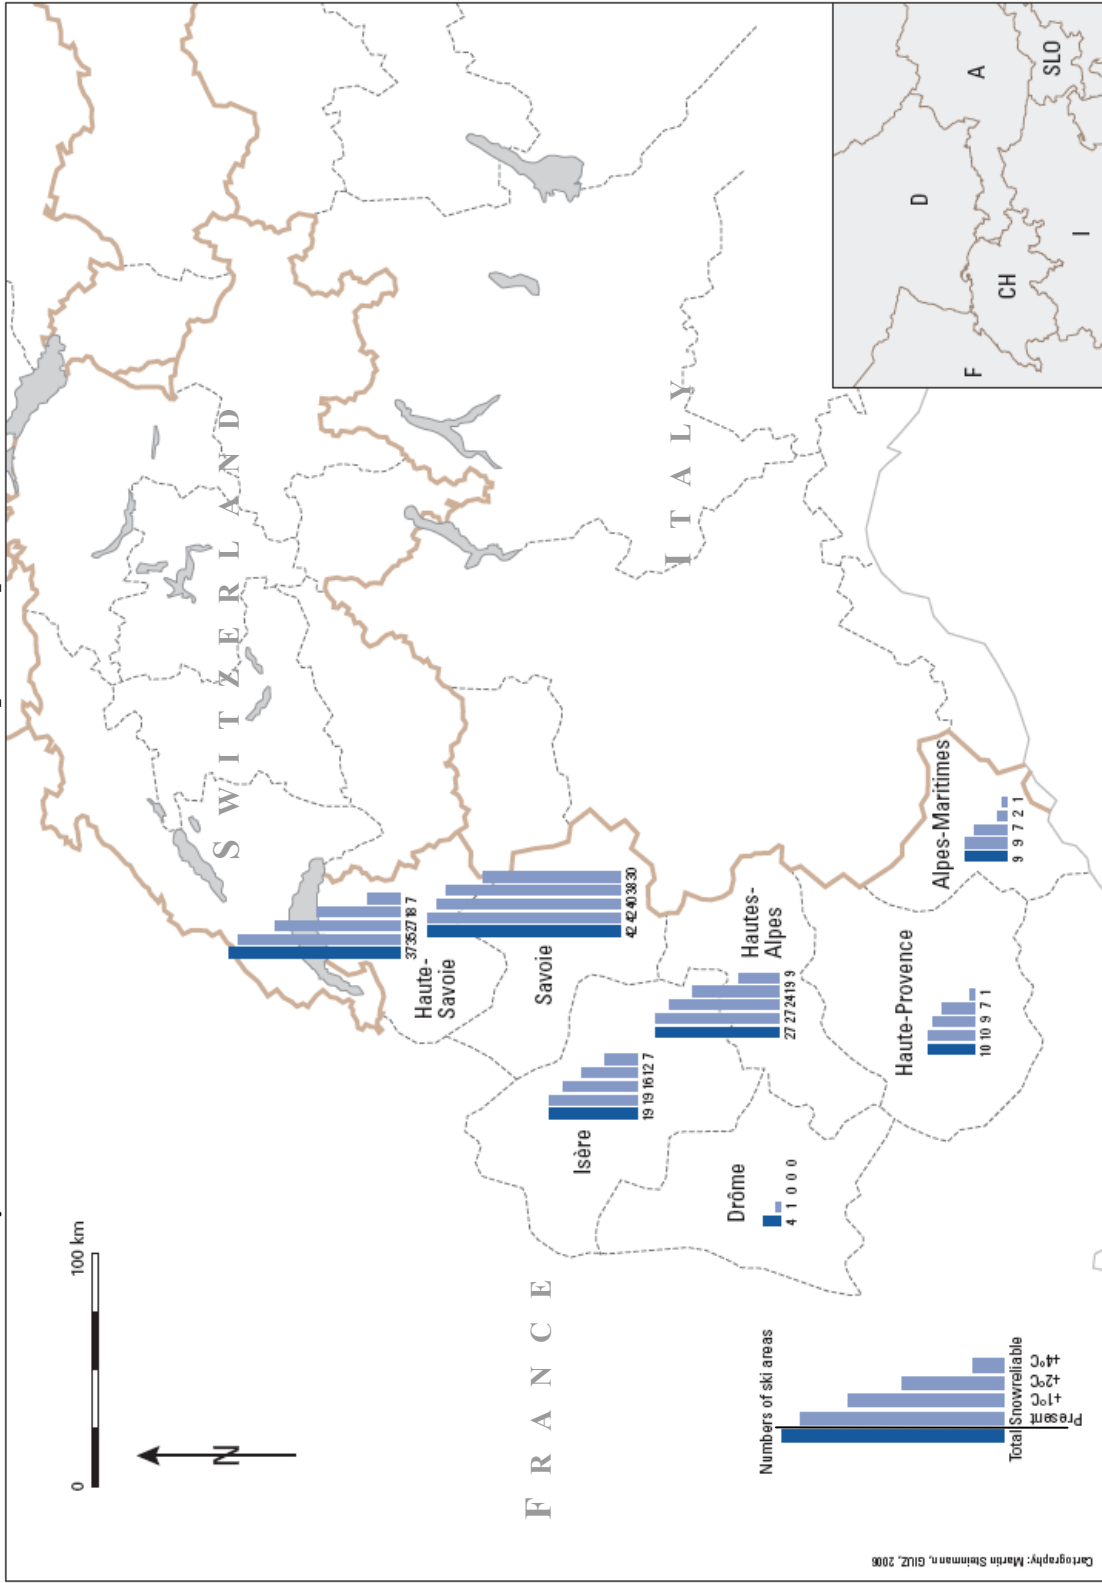 0
100 km
N
SWITZERLAND
FRANCE
ITALY
Haute-
Savoie
37 35 27 18 7
Savoie
42 42 40 38 30
Isère
19 19 16 12 7
Hautes-
Alpes
27 27 24 19 9
Drôme
4 1 0 0 0
Haute-Provence
10 10 9 7 1
Alpes-Maritimes
9 9 7 2 1
Numbers of ski areas
Total Snowreliable
Present
+1°C
+2°C
+4°C
D
A
SLO
CH
F
I
Cartography: Martin Steinmann, GIUZ, 2006